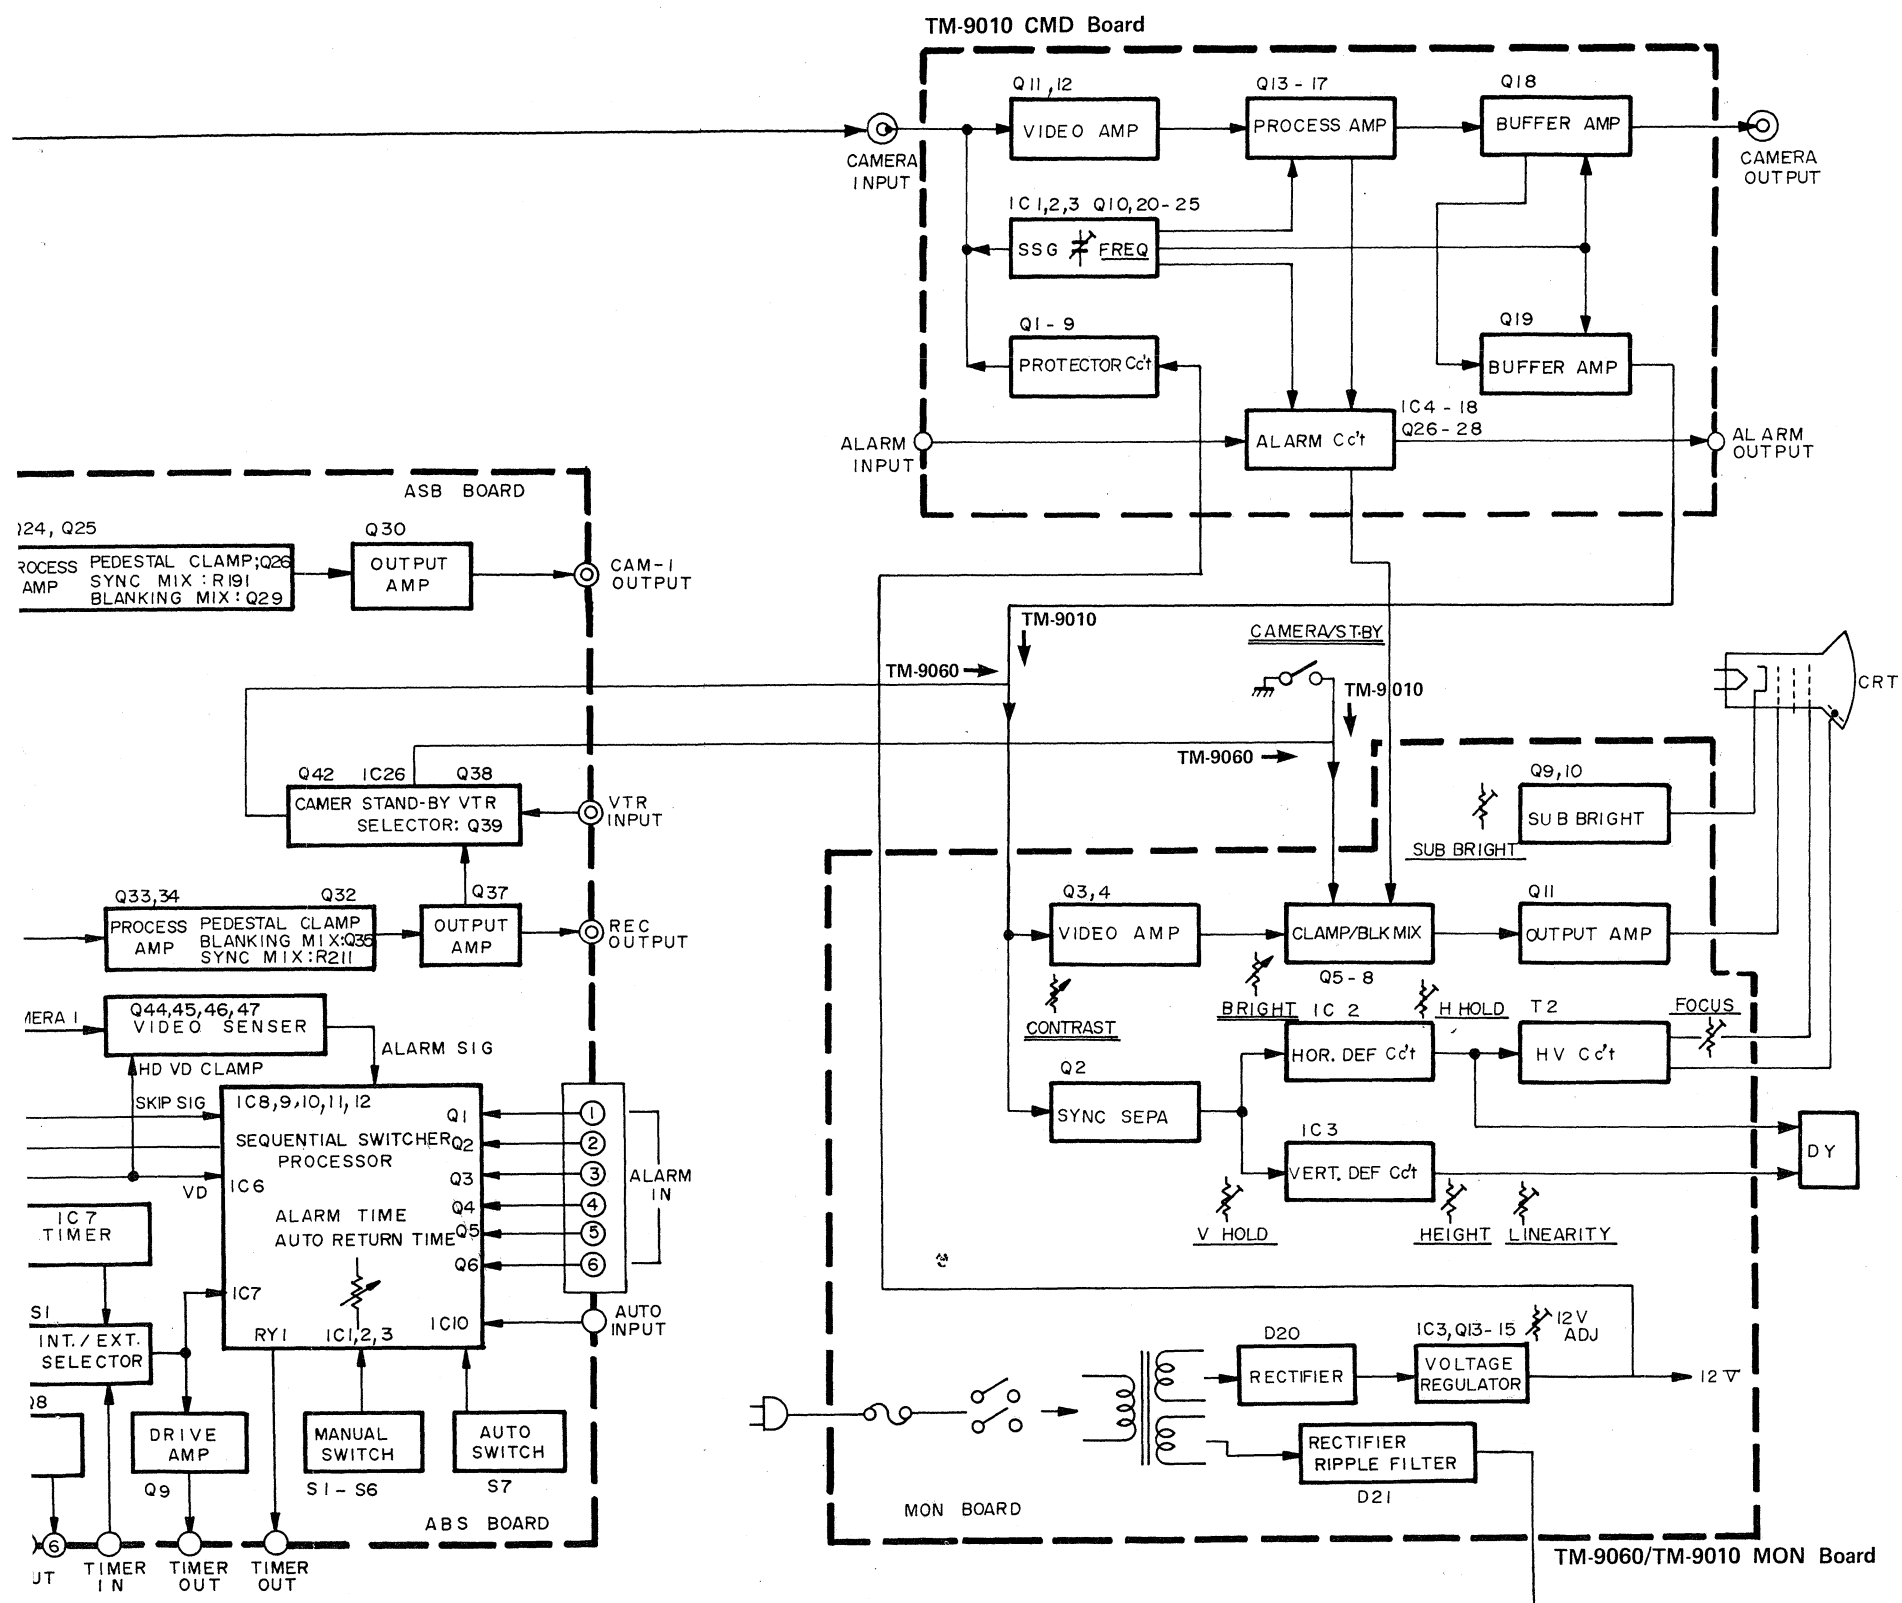 TM-9010 CMD Board
Q11,12
Q13-17
Q18
VIDEO AMP
PROCESS AMP
BUFFER AMP
CAMERA
INPUT
CAMERA
OUTPUT
IC1,2,3 Q10,20-25
SSG FREQ
Q1-9
Q19
PROTECTOR Cc't
BUFFER AMP
IC4-18
Q26-28
ALARM
INPUT
ALARM Cc't
ALARM
OUTPUT
ASB BOARD
Q25
Q30
PEDESTAL CLAMP;Q26
SYNC MIX:R191
AMP
BLANKING MIX:Q29
OUTPUT
AMP
CAM-1
OUTPUT
TM-9010
CAMERA/ST·BY
TM-9060
TM-9010
CRT
TM-9060
Q42 IC26 Q38
CAMER STAND-BY VTR
SELECTOR: Q39
VTR
INPUT
Q9,10
SUB BRIGHT
SUB BRIGHT
Q33,34 Q32
Q37
PROCESS
AMP
PEDESTAL CLAMP
BLANKING MIX:Q35
SYNC MIX:R211
OUTPUT
AMP
REC
OUTPUT
Q3,4
VIDEO AMP
CLAMP/BLKMIX
Q5-8
Q11
OUTPUT AMP
CONTRAST
BRIGHT
IC2
H HOLD
T2
FOCUS
Q44,45,46,47
VIDEO SENSER
ALARM SIG
HD VD CLAMP
HOR. DEF Cc't
HV Cc't
Q2
SYNC SEPA
IC3
VERT. DEF Cc't
DY
V HOLD
HEIGHT
LINEARITY
SKIP SIG
IC8,9,10,11,12
SEQUENTIAL SWITCHER
PROCESSOR
VD
IC6
ALARM TIME
AUTO RETURN TIME
Q1
Q2
Q3
Q4
Q5
Q6
1
2
3
4
5
6
ALARM
IN
IC7
TIMER
IC7
S1
INT./EXT.
SELECTOR
RY1
IC1,2,3
IC10
AUTO
INPUT
DRIVE
AMP
Q9
MANUAL
SWITCH
S1-S6
AUTO
SWITCH
S7
ABS BOARD
6
TIMER
IN
TIMER
OUT
TIMER
OUT
D20
RECTIFIER
IC3,Q13-15
VOLTAGE
REGULATOR
12V
ADJ
12V
RECTIFIER
RIPPLE FILTER
D21
MON BOARD
TM-9060/TM-9010 MON Board